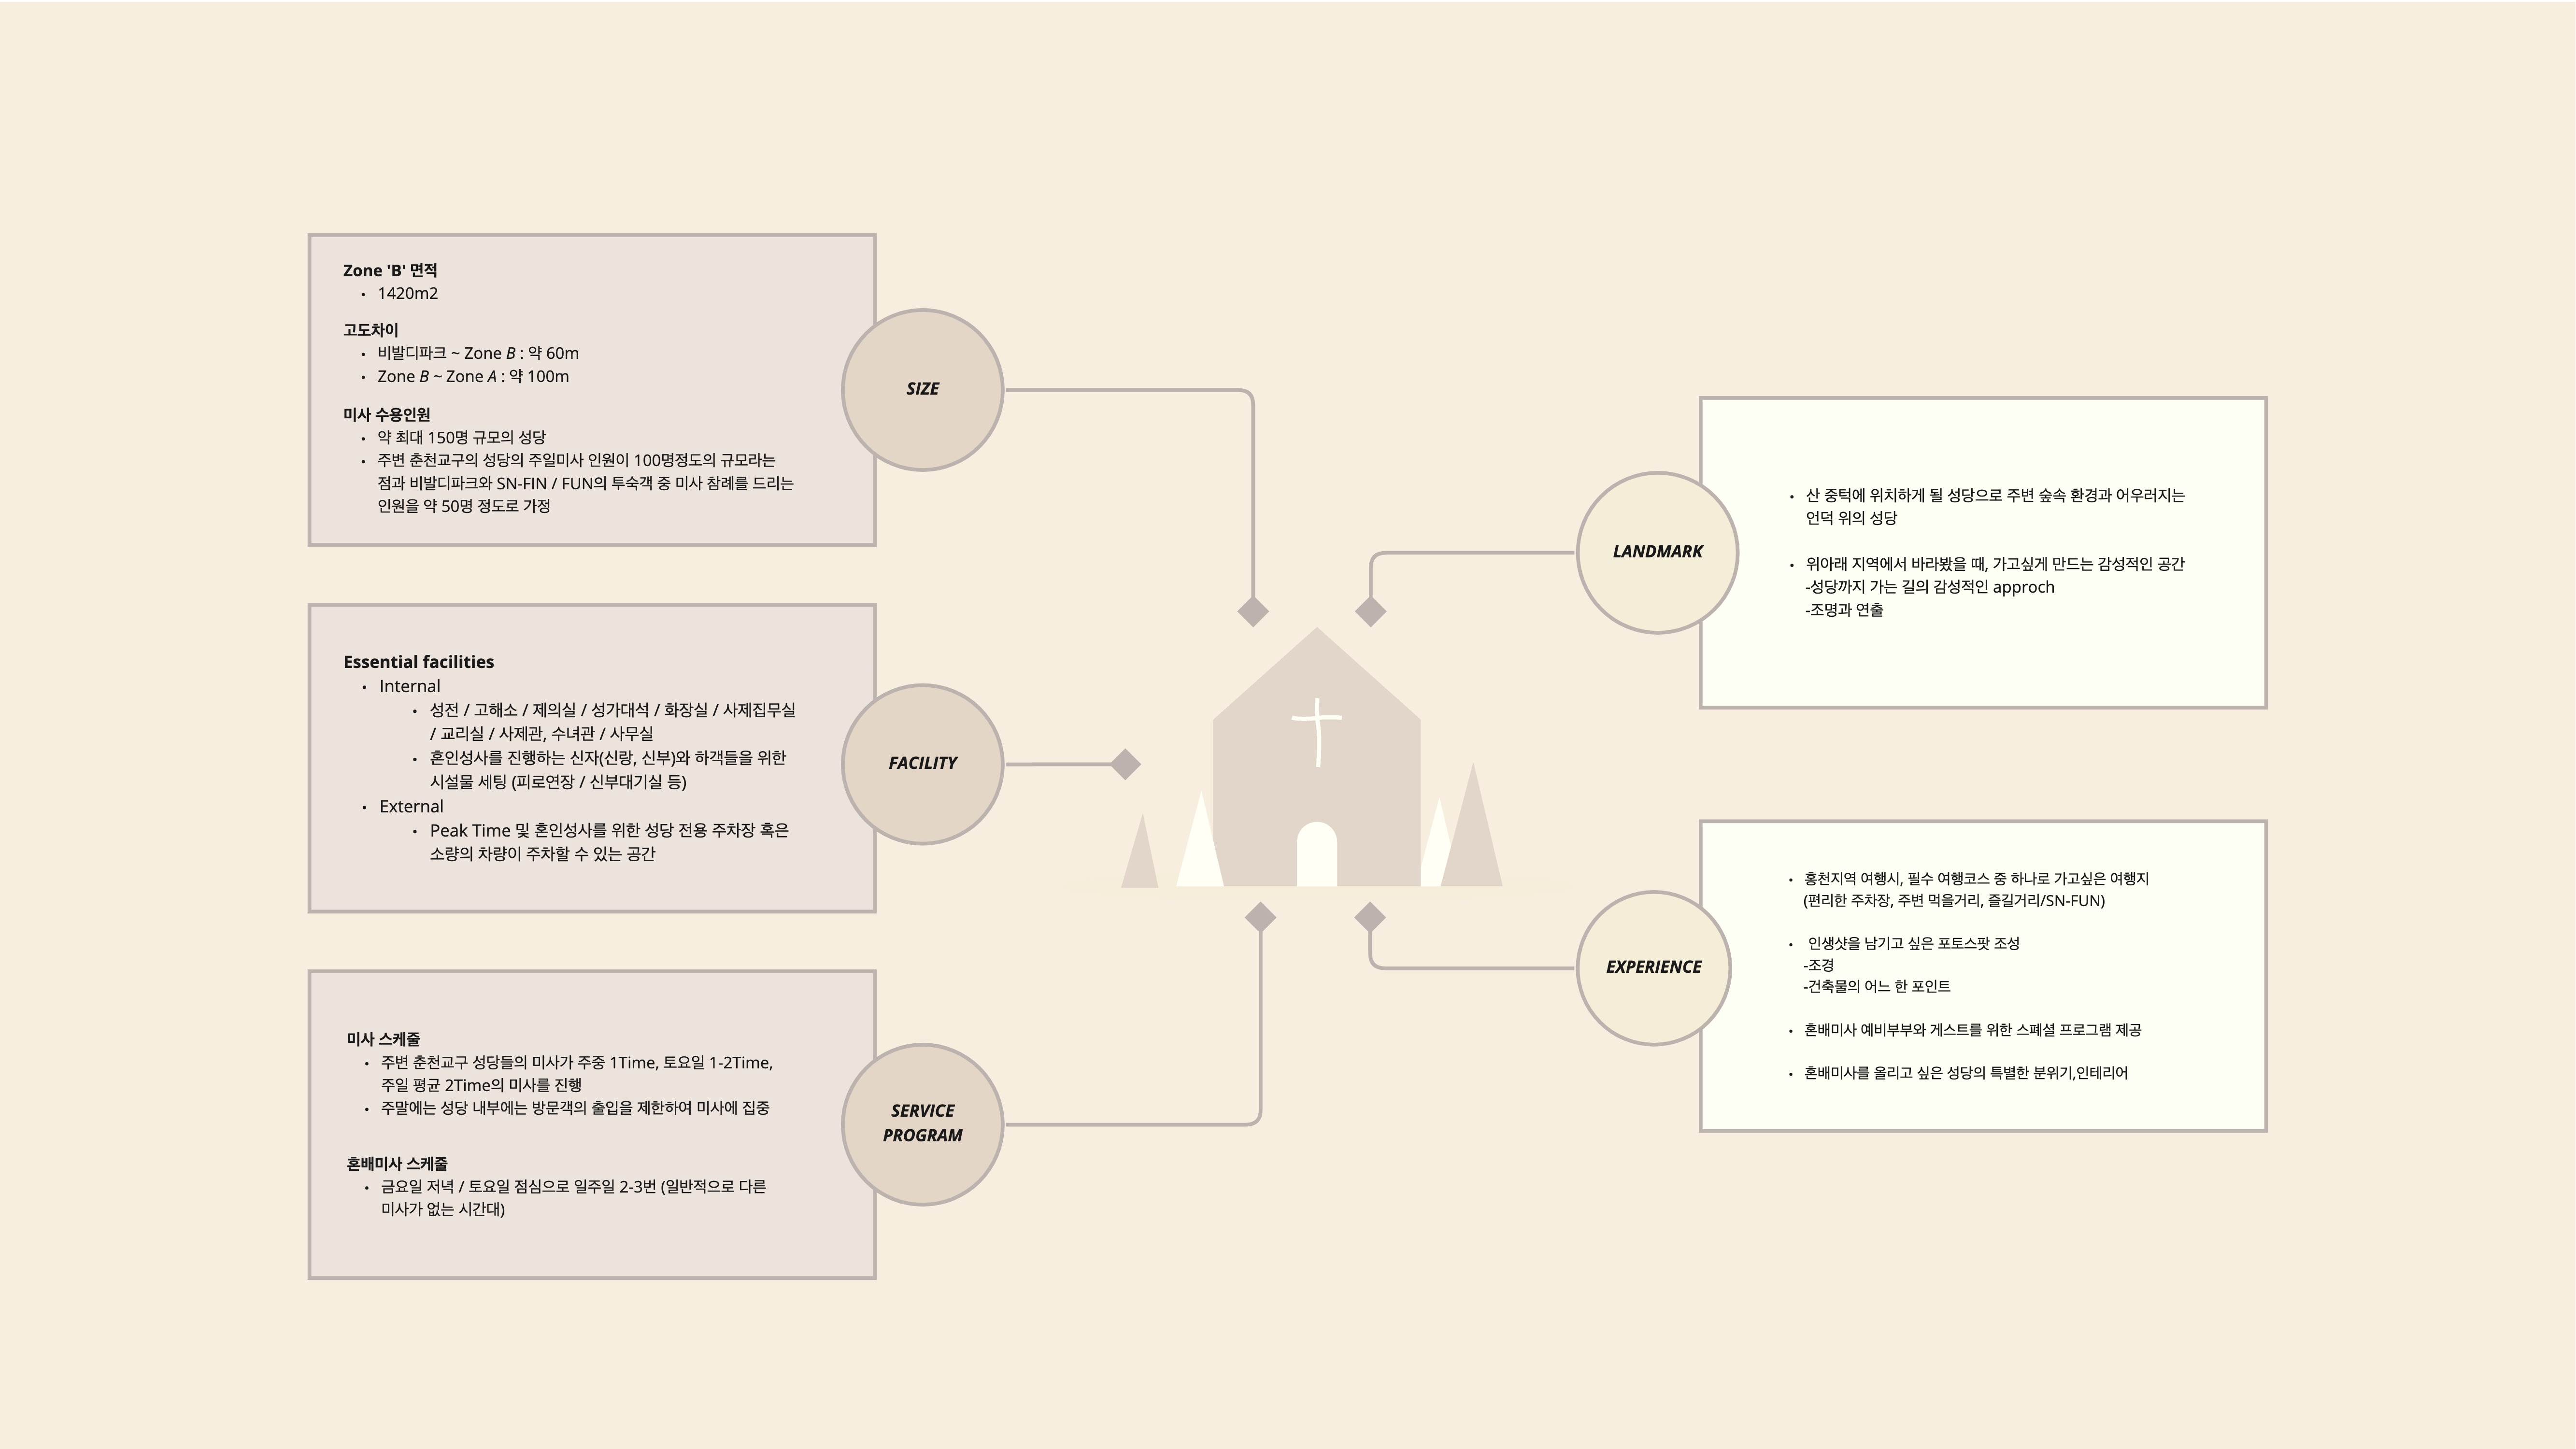 Zone 'B' 면적
• 1420m2
고도차이
• 비발디파크 ~ Zone B : 약 60m
• Zone B ~ Zone A : 약 100m
미사 수용인원
• 약 최대 150명 규모의 성당
• 주변 춘천교구의 성당의 주일미사 인원이 100명정도의 규모라는
점과 비발디파크와 SN-FIN / FUN의 투숙객 중 미사 참례를 드리는
인원을 약 50명 정도로 가정
SIZE
Essential facilities
• Internal
• 성전 / 고해소 / 제의실 / 성가대석 / 화장실 / 사제집무실
/ 교리실 / 사제관, 수녀관 / 사무실
• 혼인성사를 진행하는 신자(신랑, 신부)와 하객들을 위한
시설물 세팅 (피로연장 / 신부대기실 등)
• External
• Peak Time 및 혼인성사를 위한 성당 전용 주차장 혹은
소량의 차량이 주차할 수 있는 공간
FACILITY
미사 스케줄
• 주변 춘천교구 성당들의 미사가 주중 1Time, 토요일 1-2Time,
주일 평균 2Time의 미사를 진행
• 주말에는 성당 내부에는 방문객의 출입을 제한하여 미사에 집중
혼배미사 스케줄
• 금요일 저녁 / 토요일 점심으로 일주일 2-3번 (일반적으로 다른
미사가 없는 시간대)
SERVICE
PROGRAM
LANDMARK
• 산 중턱에 위치하게 될 성당으로 주변 숲속 환경과 어우러지는
언덕 위의 성당
• 위아래 지역에서 바라봤을 때, 가고싶게 만드는 감성적인 공간
-성당까지 가는 길의 감성적인 approch
-조명과 연출
EXPERIENCE
• 홍천지역 여행시, 필수 여행코스 중 하나로 가고싶은 여행지
(편리한 주차장, 주변 먹을거리, 즐길거리/SN-FUN)
• 인생샷을 남기고 싶은 포토스팟 조성
-조경
-건축물의 어느 한 포인트
• 혼배미사 예비부부와 게스트를 위한 스폐셜 프로그램 제공
• 혼배미사를 올리고 싶은 성당의 특별한 분위기,인테리어